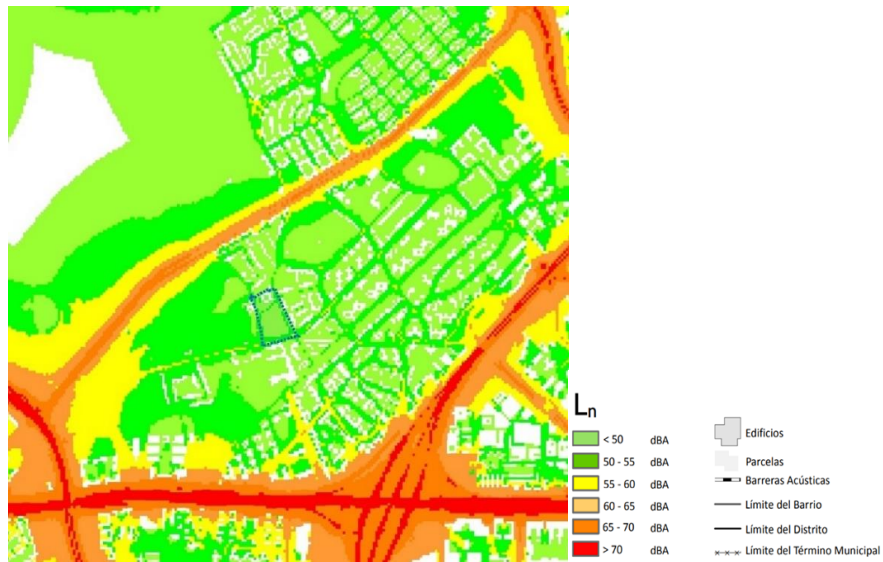 Ln
< 50 dBA
50 - 55 dBA
55 - 60 dBA
60 - 65 dBA
65 - 70 dBA
> 70 dBA
Edificios
Parcelas
Barreras Acústicas
Límite del Barrio
Límite del Distrito
Límite del Término Municipal